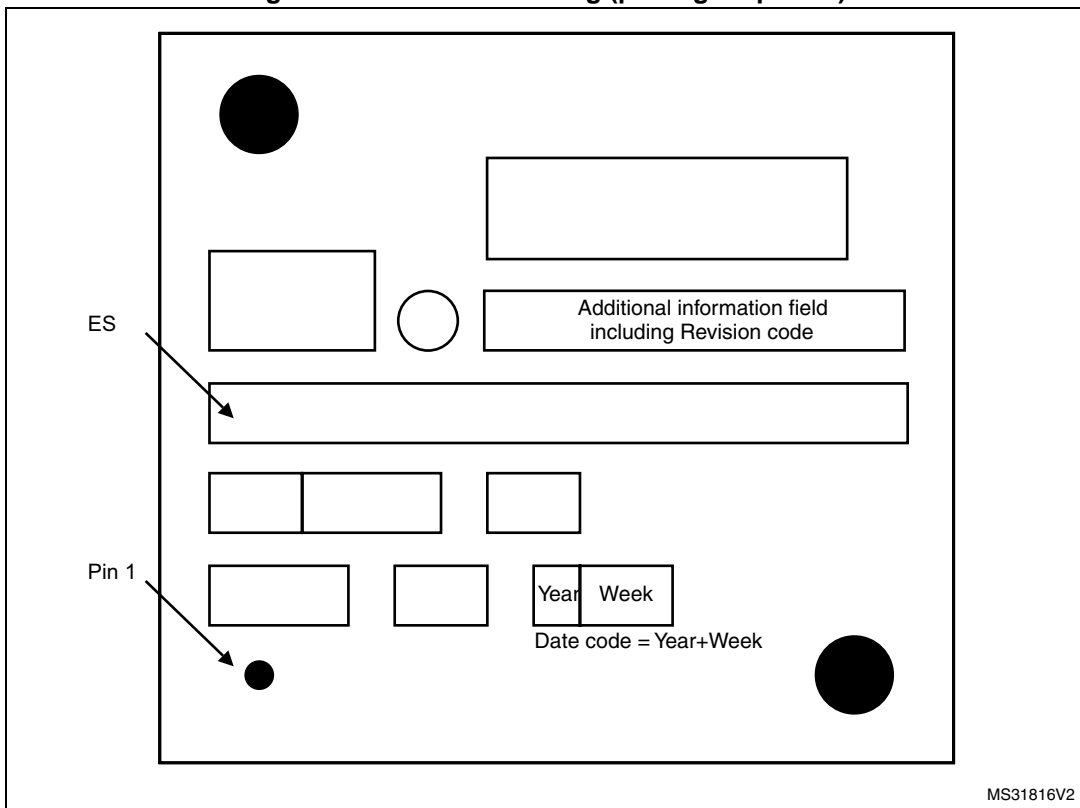 Additional information field
including Revision code
ES
Pin 1
Year Week
Date code = Year+Week
MS31816V2